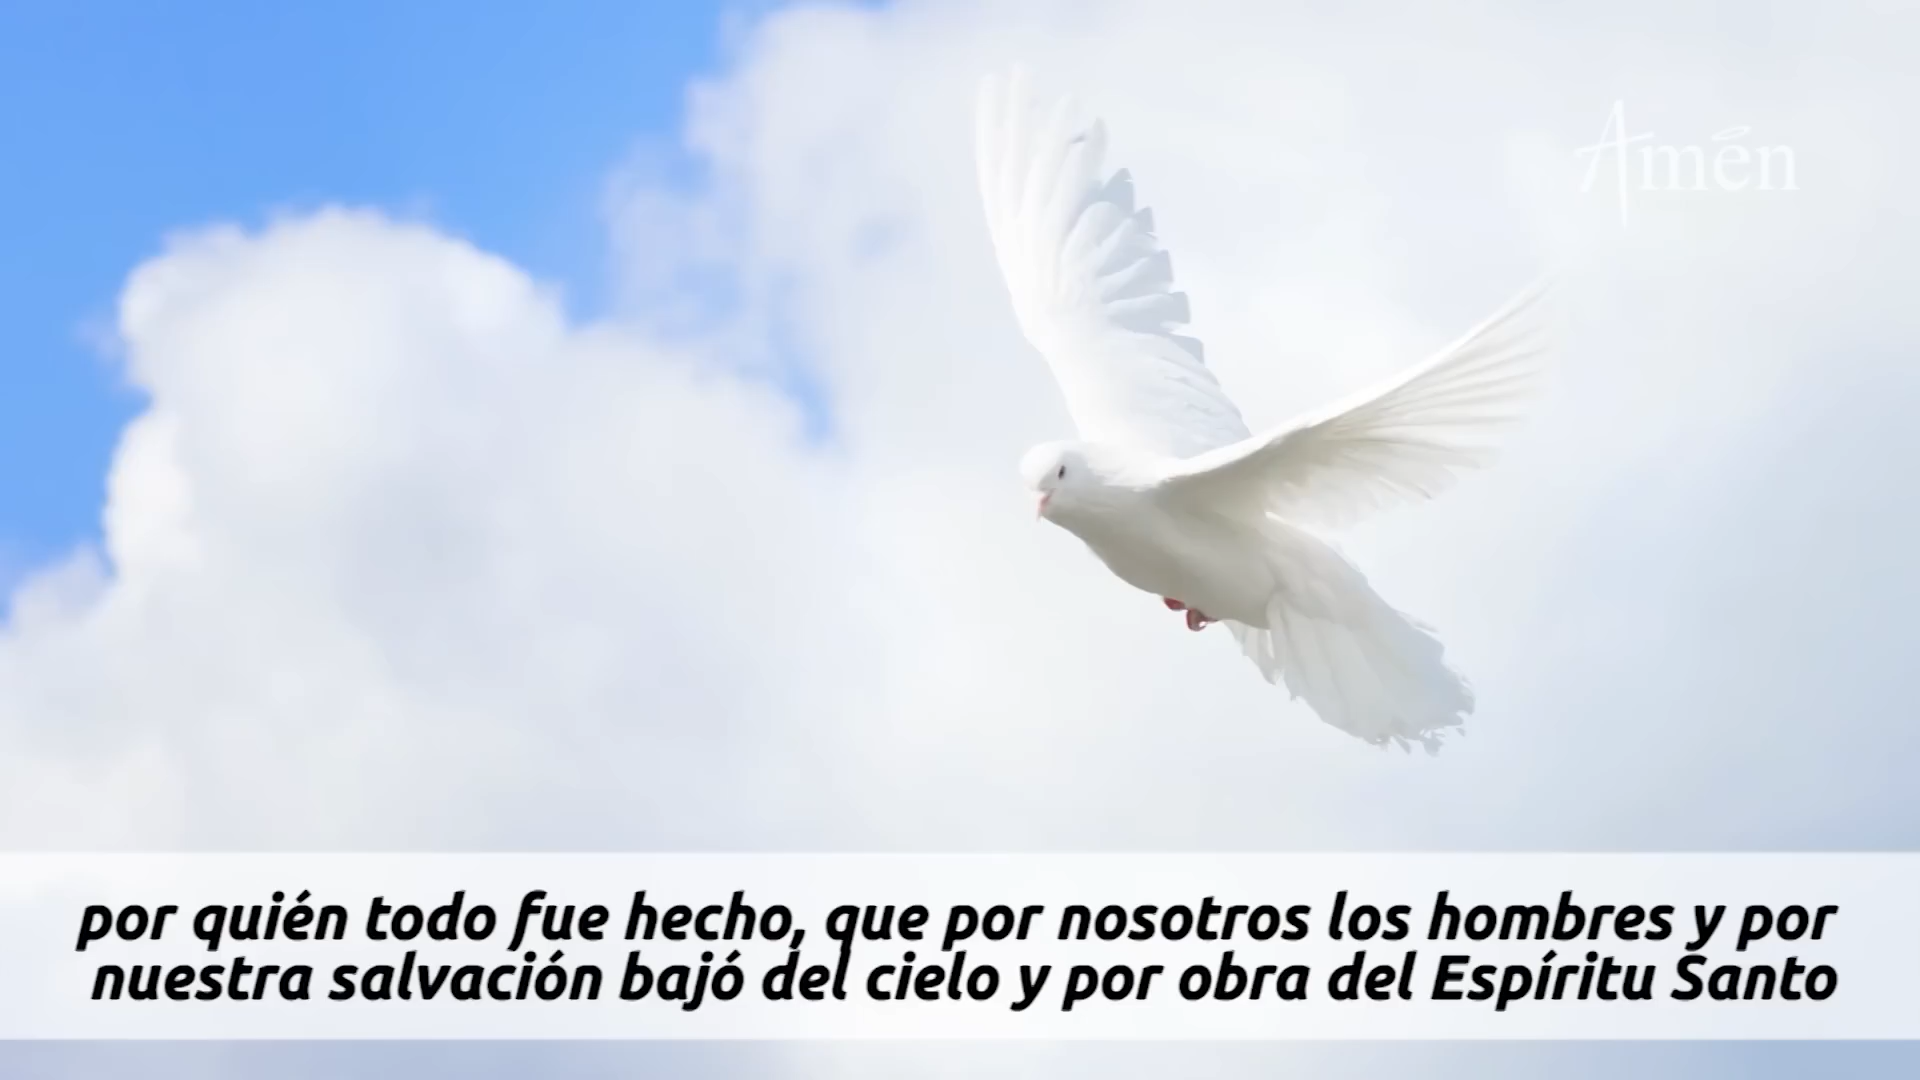 Amén
por quién todo fue hecho, que por nosotros los hombres y por
nuestra salvación bajó del cielo y por obra del Espíritu Santo